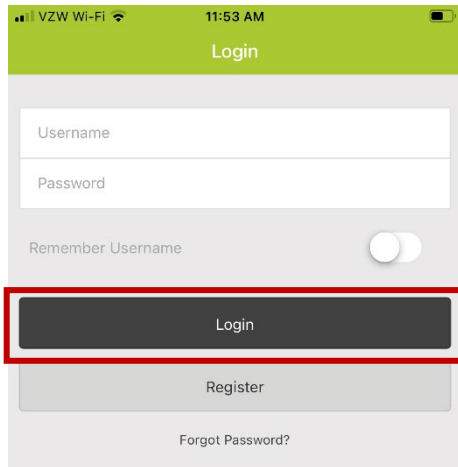 VZW Wi-Fi 11:53 AM
Login
Username
Password
Remember Username
Login
Register
Forgot Password?